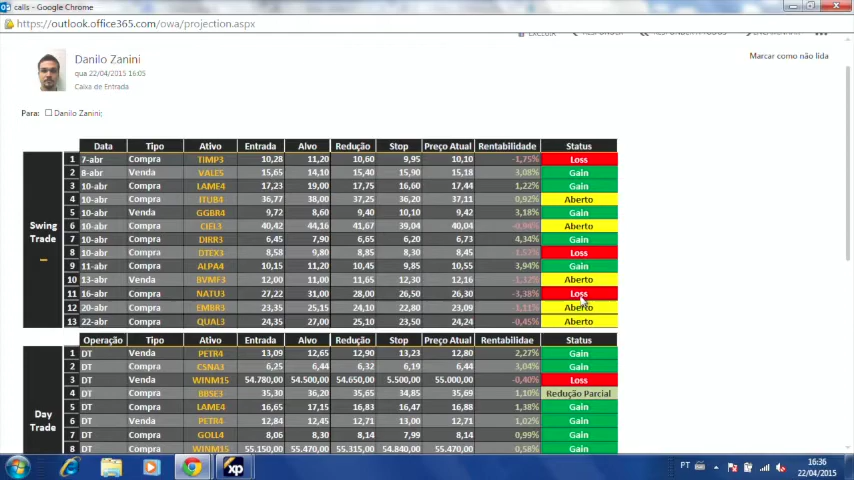 calls - Google Chrome
https://outlook.office365.com/owa/projection.aspx
Marcar como não lida
Danilo Zanini
qua 22/04/2015 16:05
Caixa de Entrada
Para: Danilo Zanini;
Data Tipo Ativo Entrada Alvo Redução Stop Preço Atual Rentabilidade Status
Swing Trade
1 7-abr Compra TIMP3 10,28 11,20 10,60 9,95 10,10 -1,75% Loss
2 8-abr Venda VALE5 15,65 14,10 15,40 15,90 15,18 3,08% Gain
3 10-abr Compra LAME4 17,23 19,00 17,75 16,60 17,44 1,22% Gain
4 10-abr Compra ITUB4 36,77 38,00 37,25 36,20 37,11 0,92% Aberto
5 10-abr Venda GGBR4 9,72 8,60 9,40 10,10 9,42 3,18% Gain
6 10-abr Compra CIEL3 40,42 44,16 41,67 39,04 40,04 -0,94% Aberto
7 10-abr Compra DIRR3 6,45 7,90 6,65 6,20 6,73 4,34% Gain
8 10-abr Compra DTEX3 8,58 9,80 8,85 8,30 8,45 Loss
9 11-abr Compra ALPA4 10,15 11,20 10,45 9,85 10,55 3,94% Gain
10 13-abr Venda BVMF3 12,00 11,00 11,65 12,30 12,16 -1,32% Aberto
11 16-abr Compra NATU3 27,22 31,00 28,00 26,50 26,30 -3,38% Loss
12 20-abr Compra EMBR3 23,35 25,15 24,10 22,80 23,09 -1,11% Aberto
13 22-abr Compra QUAL3 24,35 27,00 25,10 23,50 24,24 -0,45% Aberto
Operação Tipo Ativo Entrada Alvo Redução Stop Preço Atual Rentabilidae Status
Day Trade
1 DT Venda PETR4 13,09 12,65 12,90 13,23 12,80 2,27% Gain
2 DT Compra CSNA3 6,25 6,44 6,32 6,19 6,44 3,04% Gain
3 DT Venda WINM15 54.780,00 54.500,00 54.650,00 5.500,00 55.000,00 -0,40% Loss
4 DT Compra BBSE3 35,30 36,20 35,65 34,85 35,69 1,10% Redução Parcial
5 DT Compra LAME4 16,65 17,15 16,83 16,47 16,88 1,38% Gain
6 DT Venda PETR4 12,84 12,45 12,71 13,00 12,71 1,02% Gain
7 DT Compra GOLL4 8,06 8,30 8,14 7,99 8,14 0,99% Gain
8 DT Compra WINM15 55.150,00 55.470,00 55.315,00 54.840,00 55.470,00 0,58% Gain
xp
PT
16:36
22/04/2015